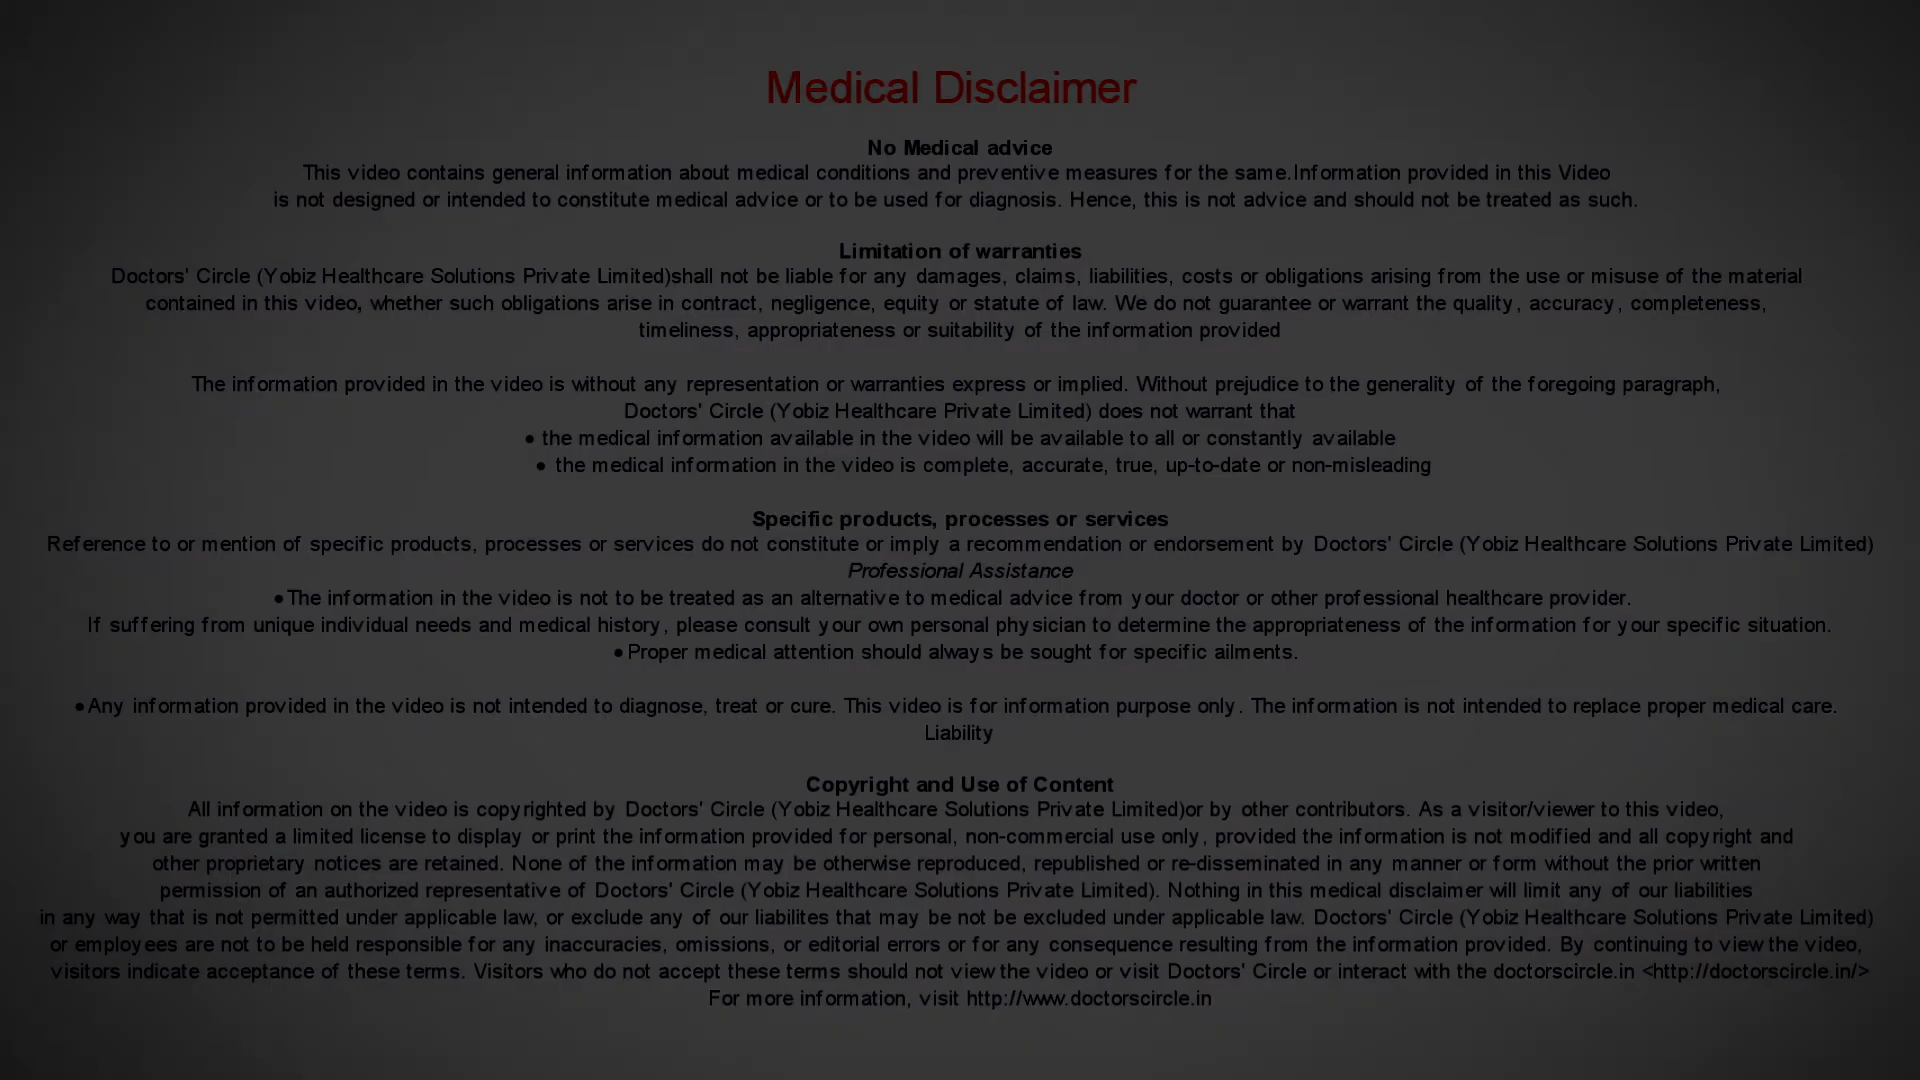 Medical Disclaimer
No Medical advice
This video contains general information about medical conditions and preventive measures for the same.Information provided in this Video
is not designed or intended to constitute medical advice or to be used for diagnosis. Hence, this is not advice and should not be treated as such.
Limitation of warranties
Doctors' Circle (Yobiz Healthcare Solutions Private Limited)shall not be liable for any damages, claims, liabilities, costs or obligations arising from the use or misuse of the material
contained in this video, whether such obligations arise in contract, negligence, equity or statute of law. We do not guarantee or warrant the quality, accuracy, completeness,
timeliness, appropriateness or suitability of the information provided
The information provided in the video is without any representation or warranties express or implied. Without prejudice to the generality of the foregoing paragraph,
Doctors' Circle (Yobiz Healthcare Private Limited) does not warrant that
• the medical information available in the video will be available to all or constantly available
• the medical information in the video is complete, accurate, true, up-to-date or non-misleading
Specific products, processes or services
Reference to or mention of specific products, processes or services do not constitute or imply a recommendation or endorsement by Doctors' Circle (Yobiz Healthcare Solutions Private Limited)
Professional Assistance
•The information in the video is not to be treated as an alternative to medical advice from your doctor or other professional healthcare provider.
If suffering from unique individual needs and medical history, please consult your own personal physician to determine the appropriateness of the information for your specific situation.
•Proper medical attention should always be sought for specific ailments.
•Any information provided in the video is not intended to diagnose, treat or cure. This video is for information purpose only. The information is not intended to replace proper medical care.
Liability
Copyright and Use of Content
All information on the video is copyrighted by Doctors' Circle (Yobiz Healthcare Solutions Private Limited)or by other contributors. As a visitor/viewer to this video,
you are granted a limited license to display or print the information provided for personal, non-commercial use only, provided the information is not modified and all copyright and
other proprietary notices are retained. None of the information may be otherwise reproduced, republished or re-disseminated in any manner or form without the prior written
permission of an authorized representative of Doctors' Circle (Yobiz Healthcare Solutions Private Limited). Nothing in this medical disclaimer will limit any of our liabilities
in any way that is not permitted under applicable law, or exclude any of our liabilites that may be not be excluded under applicable law. Doctors' Circle (Yobiz Healthcare Solutions Private Limited)
or employees are not to be held responsible for any inaccuracies, omissions, or editorial errors or for any consequence resulting from the information provided. By continuing to view the video,
visitors indicate acceptance of these terms. Visitors who do not accept these terms should not view the video or visit Doctors' Circle or interact with the doctorscircle.in <http://doctorscircle.in/>
For more information, visit http://www.doctorscircle.in